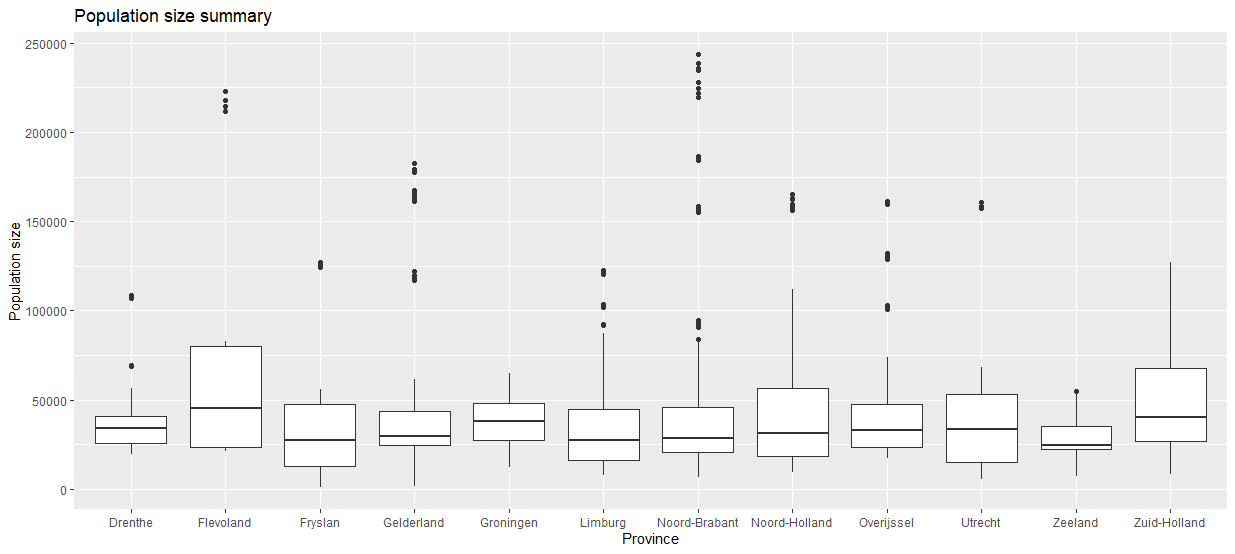 Population size summary
250000
200000
150000
100000
50000
0
Population size
Drenthe Flevoland Fryslan Gelderland Groningen Limburg Noord-Brabant Noord-Holland Overijssel Utrecht Zeeland Zuid-Holland
Province